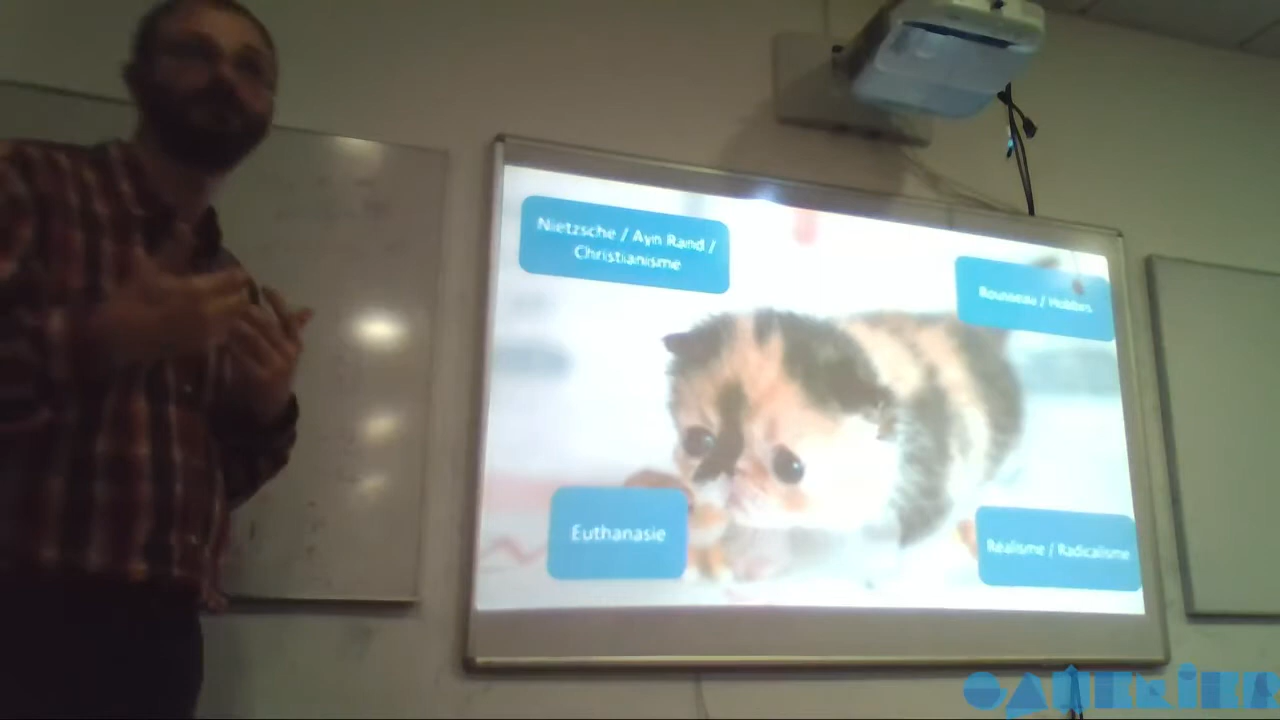 Nietzsche / Ayn Rand /
Christianisme
Rousseau / Hobbes
Euthanasie
Réalisme / Radicalisme